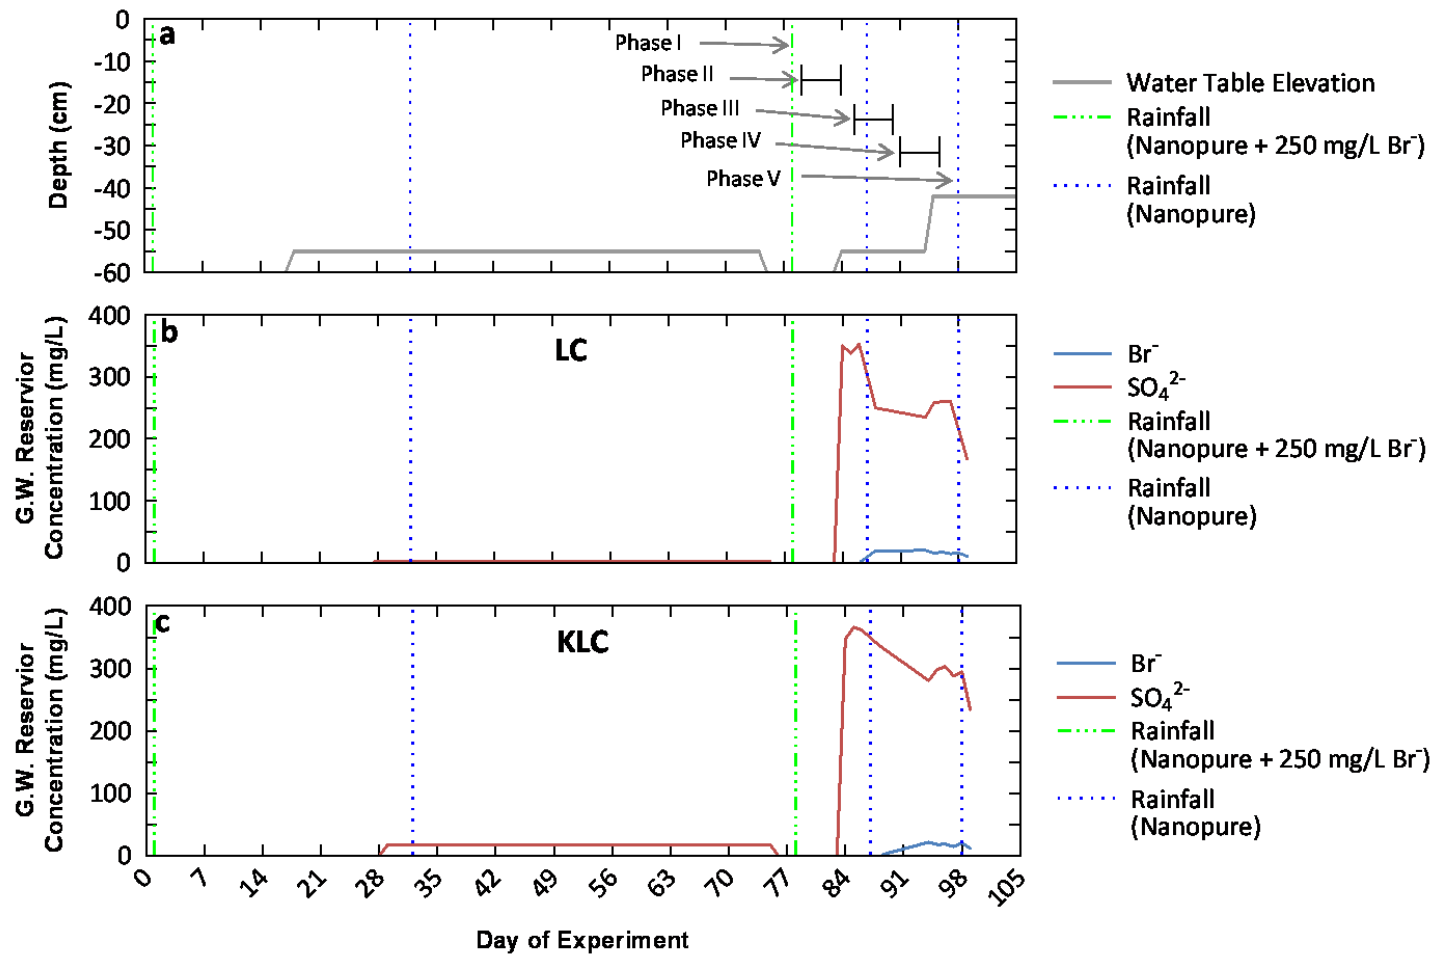 a
Depth (cm)
0
-10
-20
-30
-40
-50
-60
Phase I
Phase II
Phase III
Phase IV
Phase V
Water Table Elevation
Rainfall
(Nanopure + 250 mg/L Br⁻)
Rainfall
(Nanopure)
b
LC
G.W. Reservior
Concentration (mg/L)
400
300
200
100
0
Br⁻
SO₄²⁻
Rainfall
(Nanopure + 250 mg/L Br⁻)
Rainfall
(Nanopure)
c
KLC
G.W. Reservior
Concentration (mg/L)
400
300
200
100
0
Br⁻
SO₄²⁻
Rainfall
(Nanopure + 250 mg/L Br⁻)
Rainfall
(Nanopure)
0 7 14 21 28 35 42 49 56 63 70 77 84 91 98 105
Day of Experiment